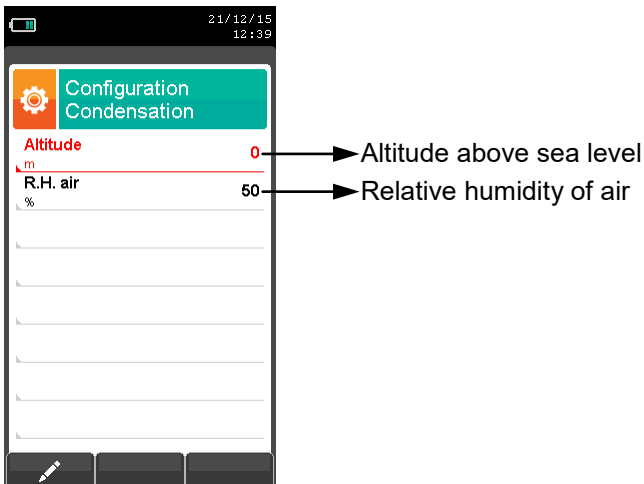 21/12/15
12:39
Configuration
Condensation
Altitude
0
m
R.H. air
50
%
Altitude above sea level
Relative humidity of air